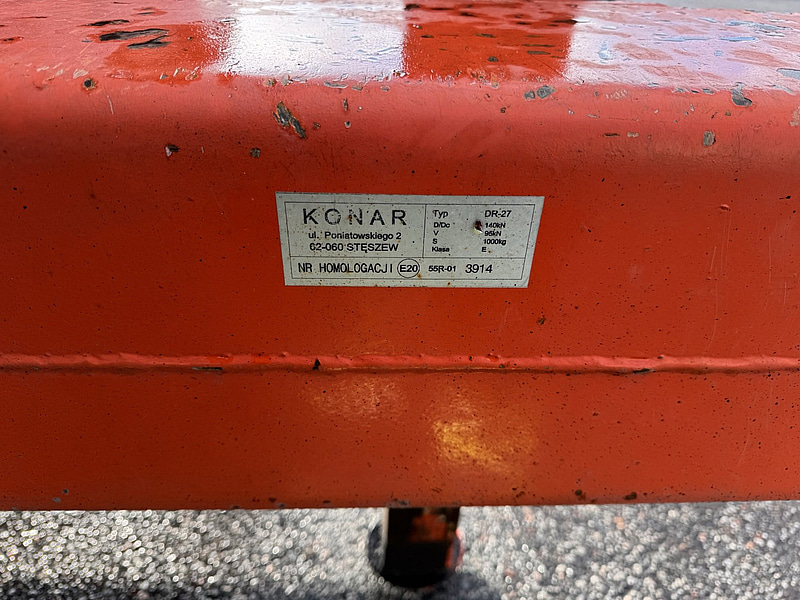 KONAR
ul. Poniatowskiego 2
62-060 STĘSZEW
Typ DR-27
D/Dc 140kN
V 95kN
S 1000kg
Klasa E
NR HOMOLOGACJI E20 55R-01 3914